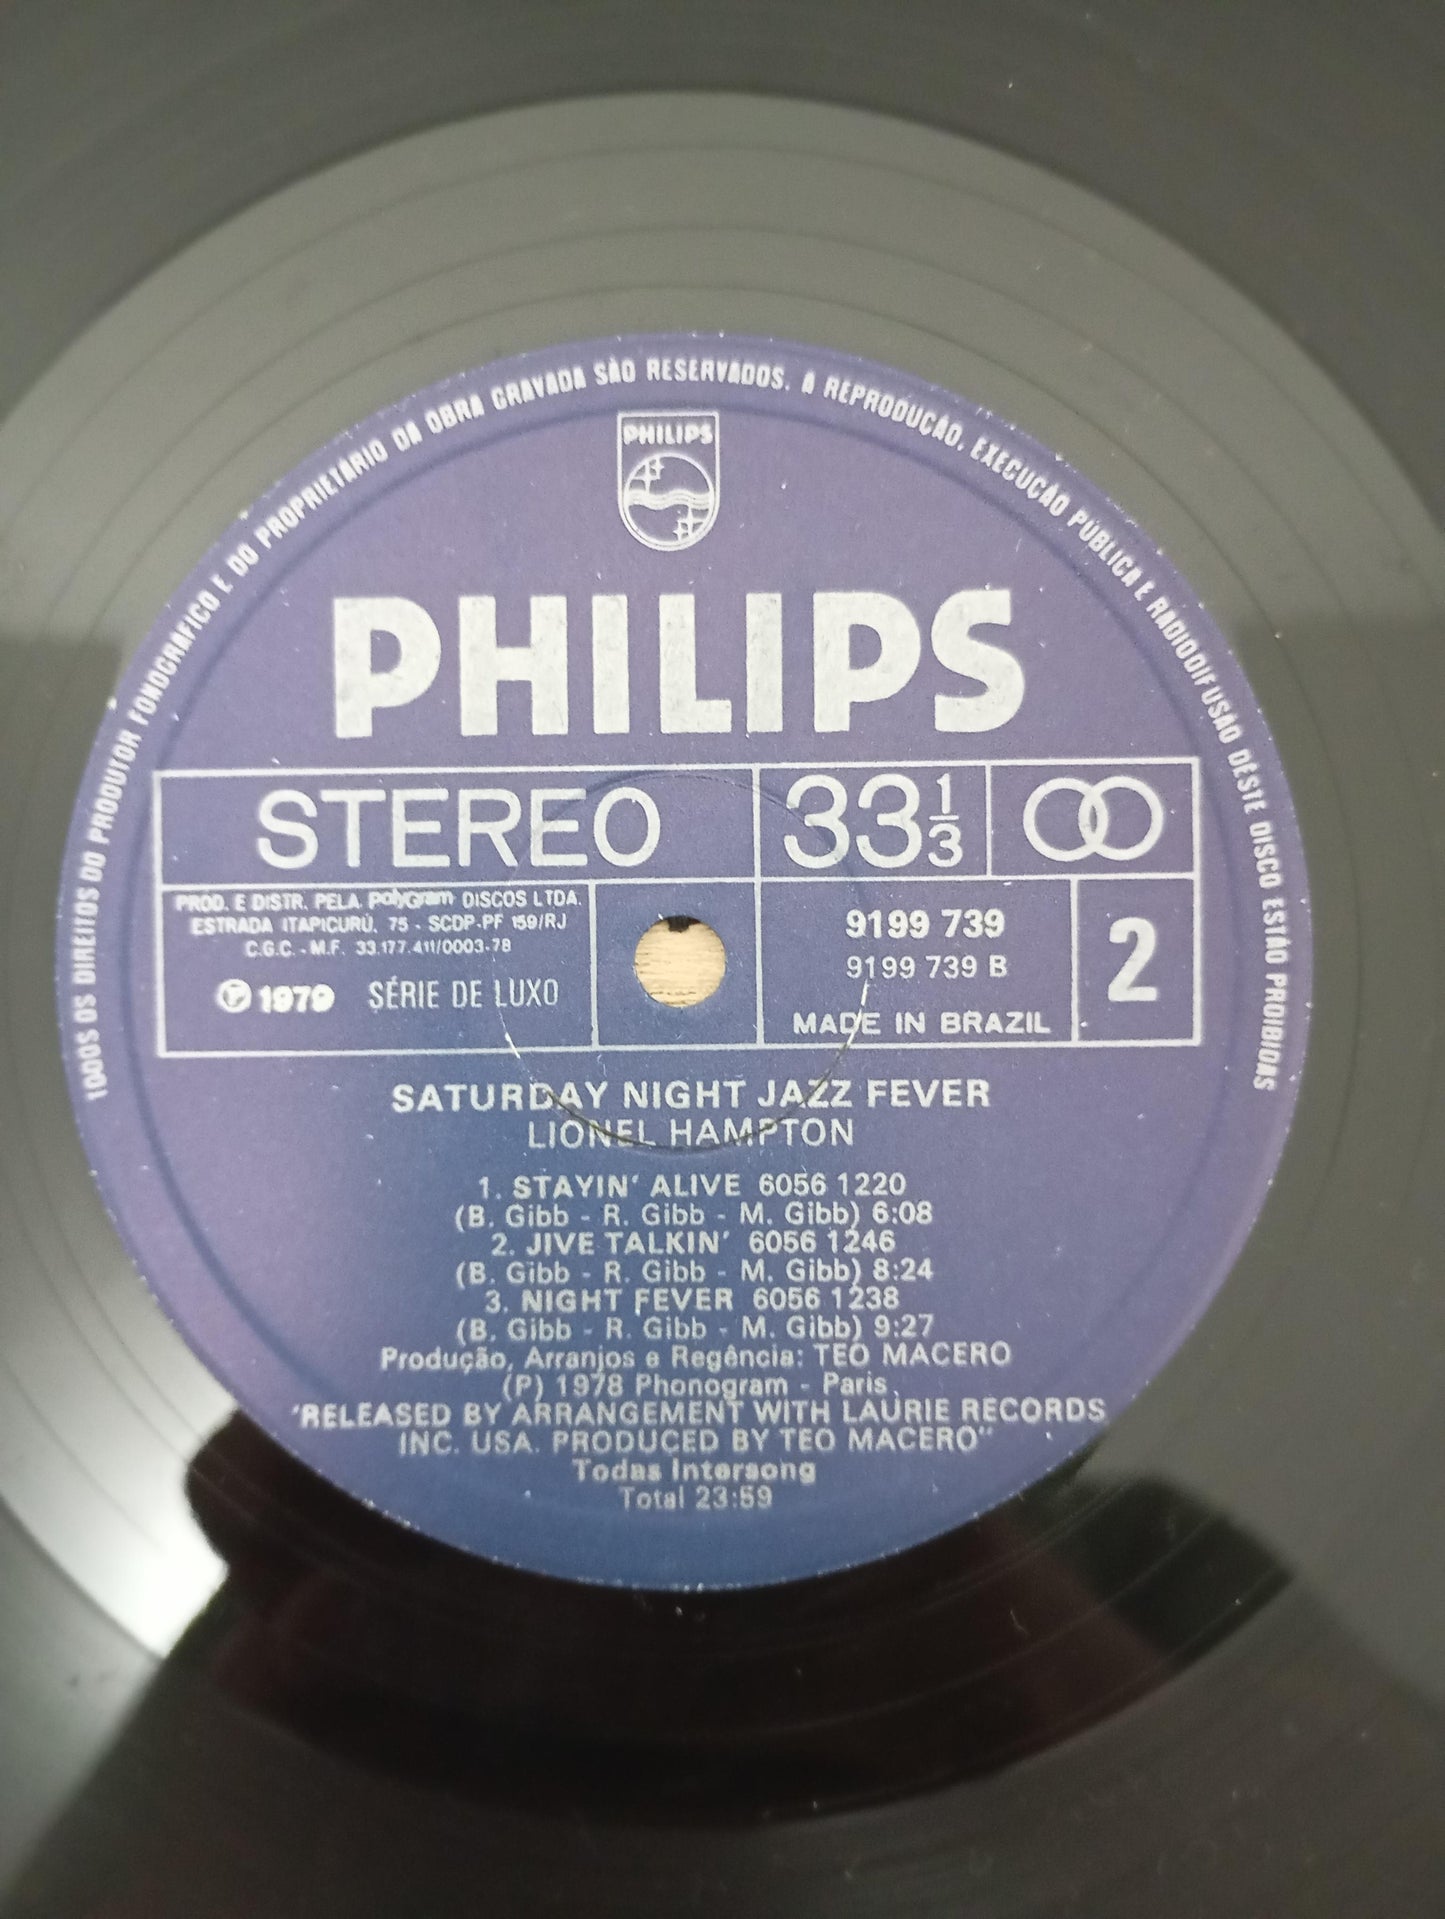 TODOS OS DIREITOS DO PRODUTOR FONOGRÁFICO E DO PROPRIETÁRIO DA OBRA GRAVADA SÃO RESERVADOS. A REPRODUÇÃO, EXECUÇÃO PÚBLICA E RADIODIFUSÃO DÊSTE DISCO ESTÃO PROIBIDAS
PHILIPS
PHILIPS
STEREO
33 1/3
PROD. E DISTR. PELA PolyGram DISCOS LTDA.
ESTRADA ITAPICURÚ, 75 - SCDP-PF 159/RJ
C.G.C. - M.F. 33.177.411/0003-78
Ⓟ 1979 SÉRIE DE LUXO
9199 739
9199 739 B
MADE IN BRAZIL
2
SATURDAY NIGHT JAZZ FEVER
LIONEL HAMPTON
1. STAYIN' ALIVE 6056 1220
(B. Gibb - R. Gibb - M. Gibb) 6:08
2. JIVE TALKIN' 6056 1246
(B. Gibb - R. Gibb - M. Gibb) 8:24
3. NIGHT FEVER 6056 1238
(B. Gibb - R. Gibb - M. Gibb) 9:27
Produção, Arranjos e Regência: TEO MACERO
(P) 1978 Phonogram - Paris
'RELEASED BY ARRANGEMENT WITH LAURIE RECORDS
INC. USA. PRODUCED BY TEO MACERO"
Todas Intersong
Total 23:59